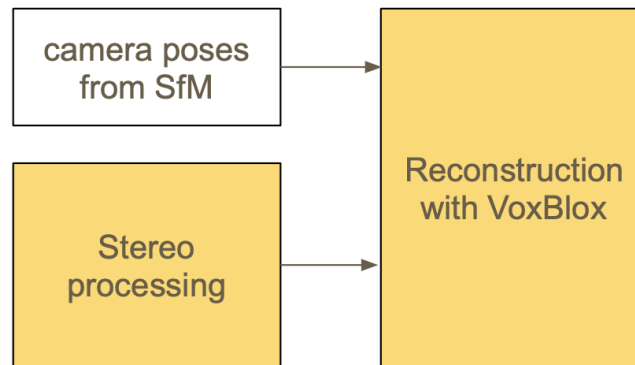 camera poses
from SfM
Stereo
processing
Reconstruction
with VoxBlox